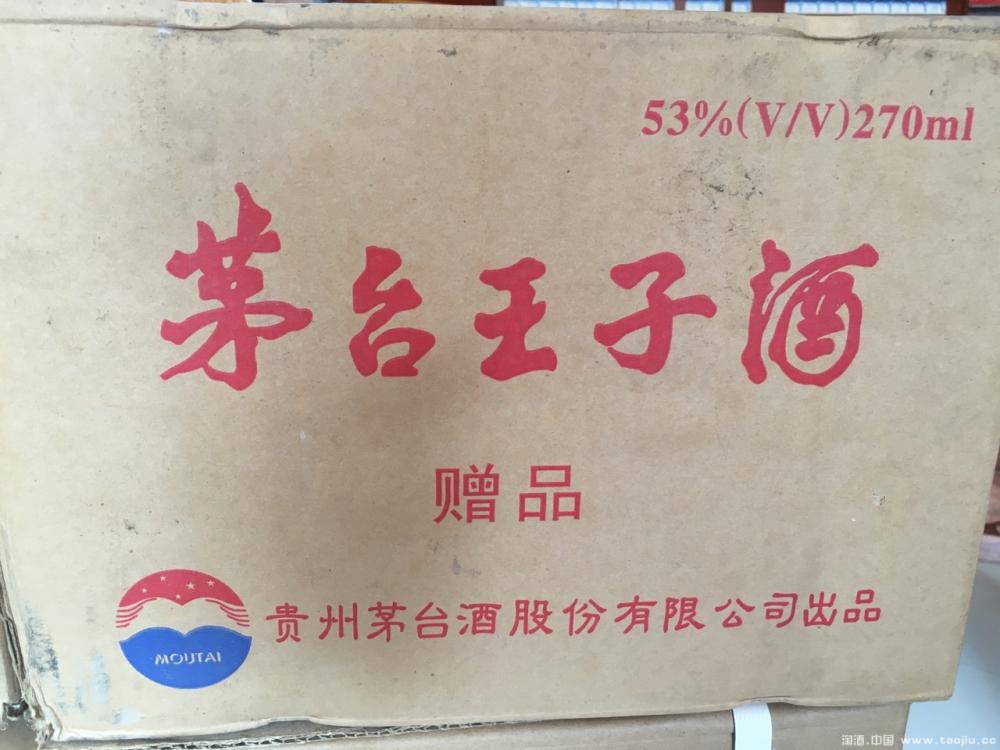 53%(V/V)270ml
茅台王子酒
赠品
MOUTAI
贵州茅台酒股份有限公司出品
淘酒.中国 www.taojiu.cc